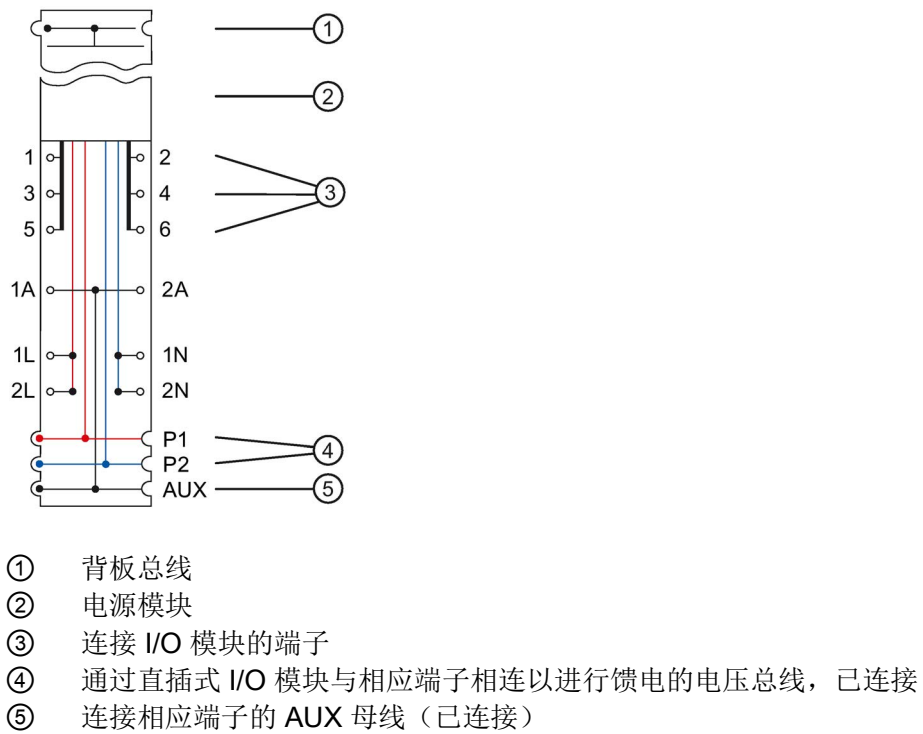 ①
②
1 2
3 4 ③
5 6
1A 2A
1L 1N
2L 2N
P1
④
P2
AUX ⑤
① 背板总线
② 电源模块
③ 连接 I/O 模块的端子
④ 通过直插式 I/O 模块与相应端子相连以进行馈电的电压总线，已连接
⑤ 连接相应端子的 AUX 母线（已连接）